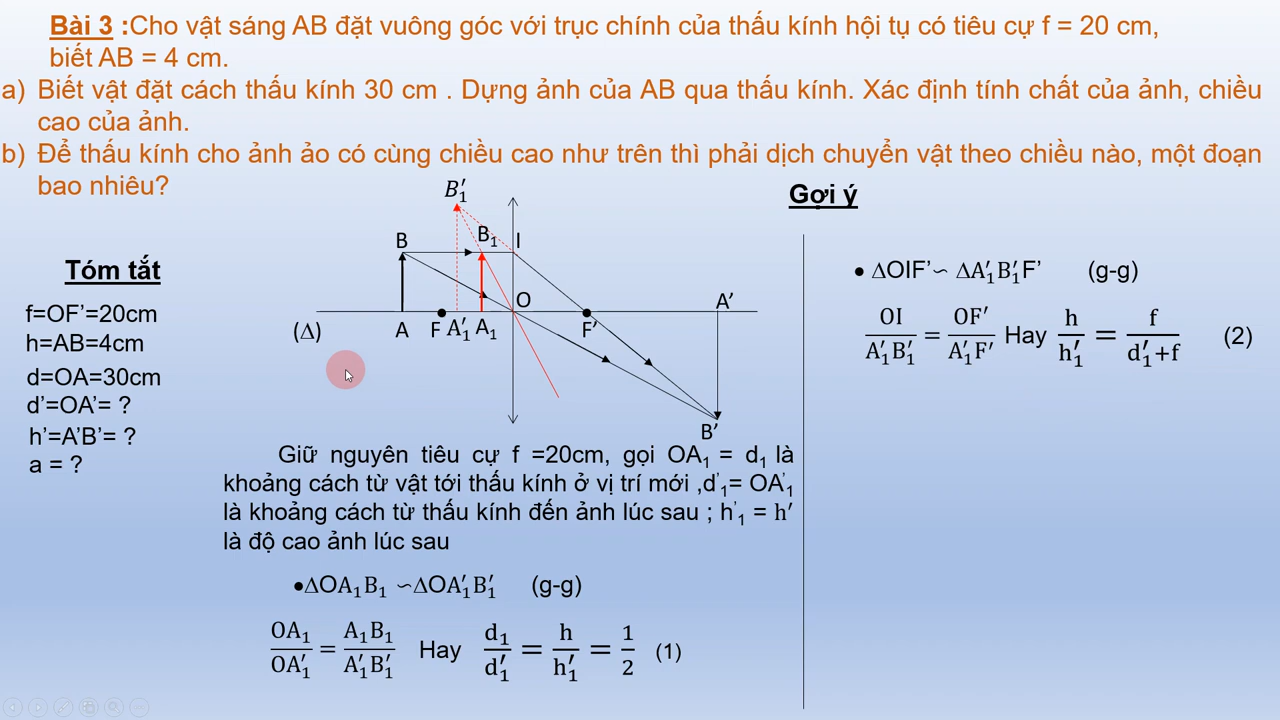 Bài 3 :Cho vật sáng AB đặt vuông góc với trục chính của thấu kính hội tụ có tiêu cự f = 20 cm,
biết AB = 4 cm.
a) Biết vật đặt cách thấu kính 30 cm . Dựng ảnh của AB qua thấu kính. Xác định tính chất của ảnh, chiều
cao của ảnh.
b) Để thấu kính cho ảnh ảo có cùng chiều cao như trên thì phải dịch chuyển vật theo chiều nào, một đoạn
bao nhiêu?
Tóm tắt
f=OF’=20cm
h=AB=4cm
d=OA=30cm
d’=OA’= ?
h’=A’B’= ?
a = ?
B′₁
B B₁ I
O A’
(Δ) A F A′₁ A₁ F’
B’
Giữ nguyên tiêu cự f =20cm, gọi OA₁ = d₁ là
khoảng cách từ vật tới thấu kính ở vị trí mới ,d’₁= OA’₁
là khoảng cách từ thấu kính đến ảnh lúc sau ; h’₁ = h′
là độ cao ảnh lúc sau
•ΔOA₁B₁ ∽ΔOA′₁B′₁ (g-g)
OA₁/OA′₁ = A₁B₁/A′₁B′₁ Hay d₁/d′₁ = h/h′₁ = 1/2 (1)
Gợi ý
• ΔOIF’∽ ΔA′₁B′₁F’ (g-g)
OI/A′₁B′₁ = OF′/A′₁F′ Hay h/h′₁ = f/d′₁+f (2)